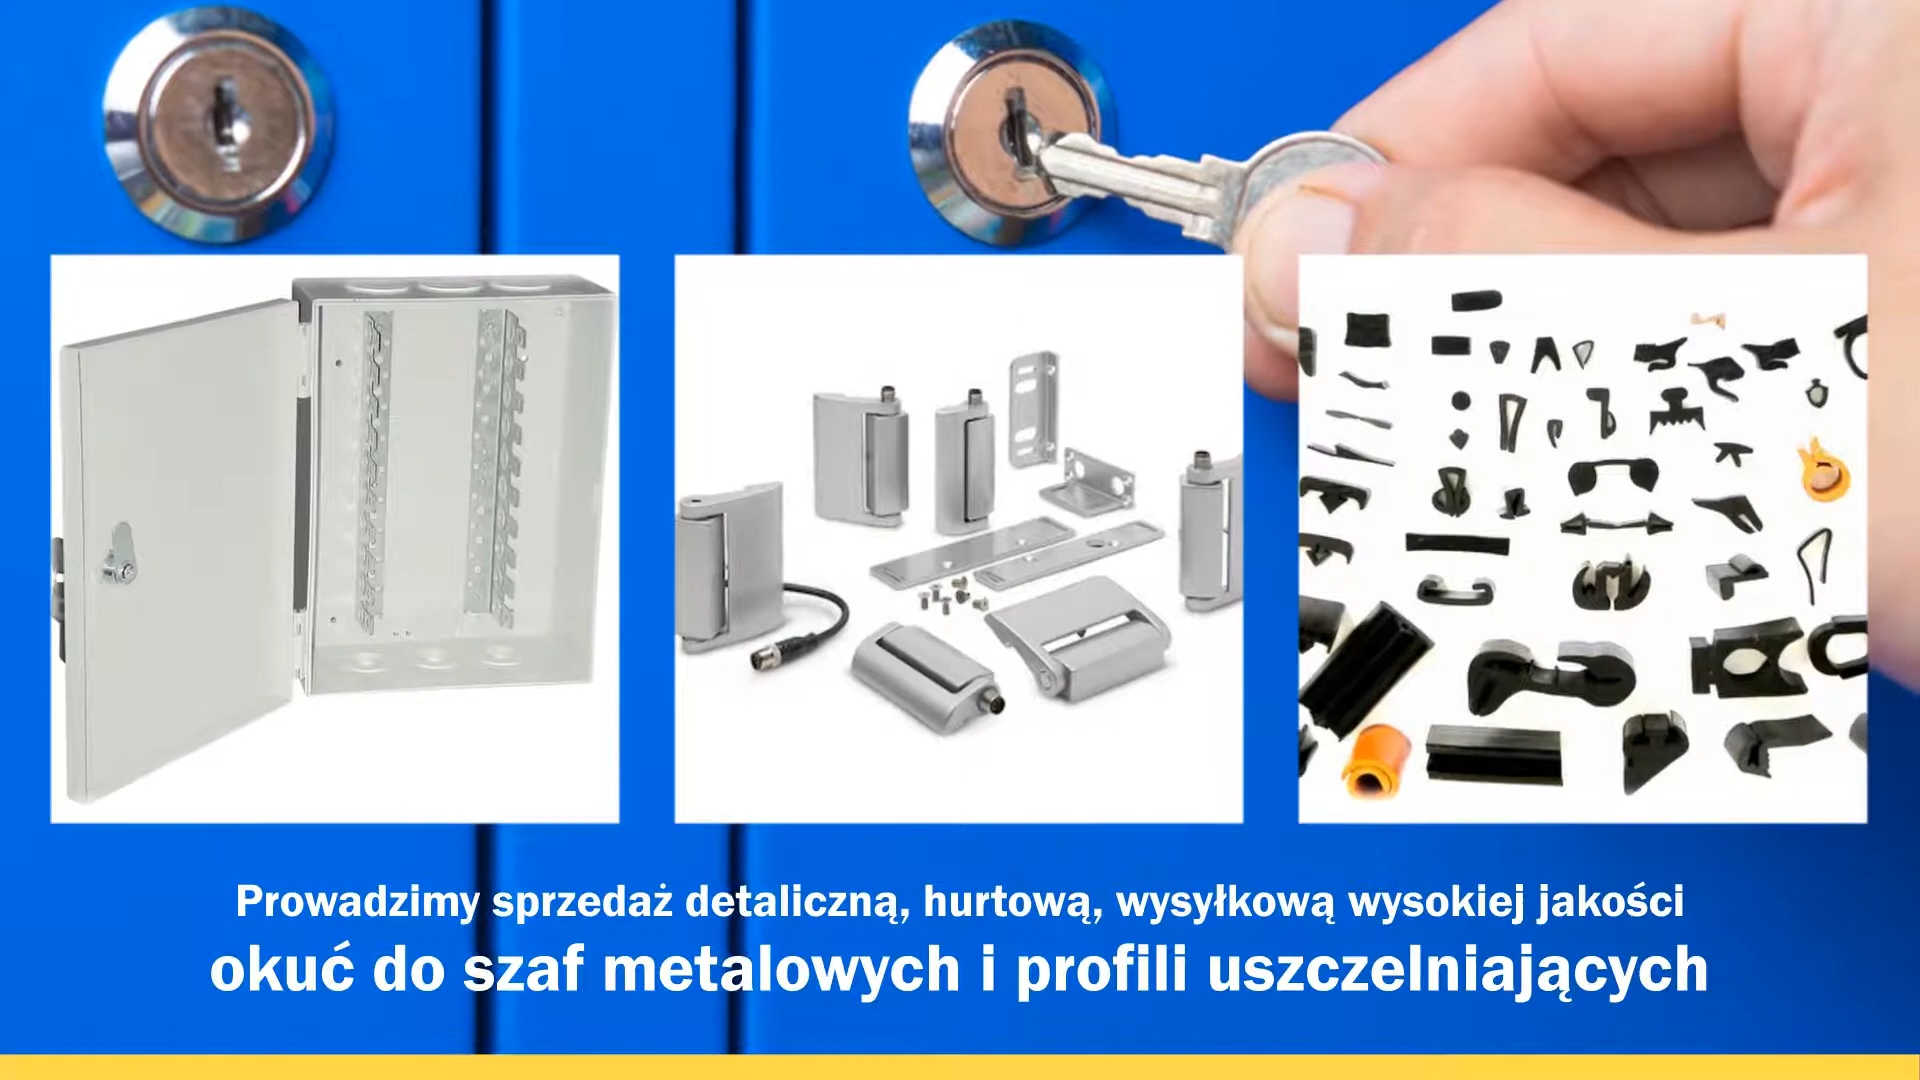 Prowadzimy sprzedaż detaliczną, hurtową, wysyłkową wysokiej jakości
okuć do szaf metalowych i profili uszczelniających